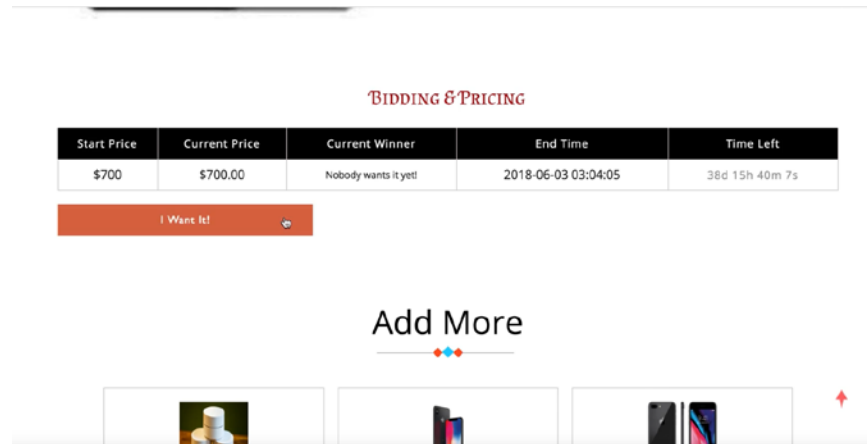 Bidding & Pricing
Start Price Current Price Current Winner End Time Time Left
$700 $700.00 Nobody wants it yet! 2018-06-03 03:04:05 38d 15h 40m 7s
I Want It!
Add More